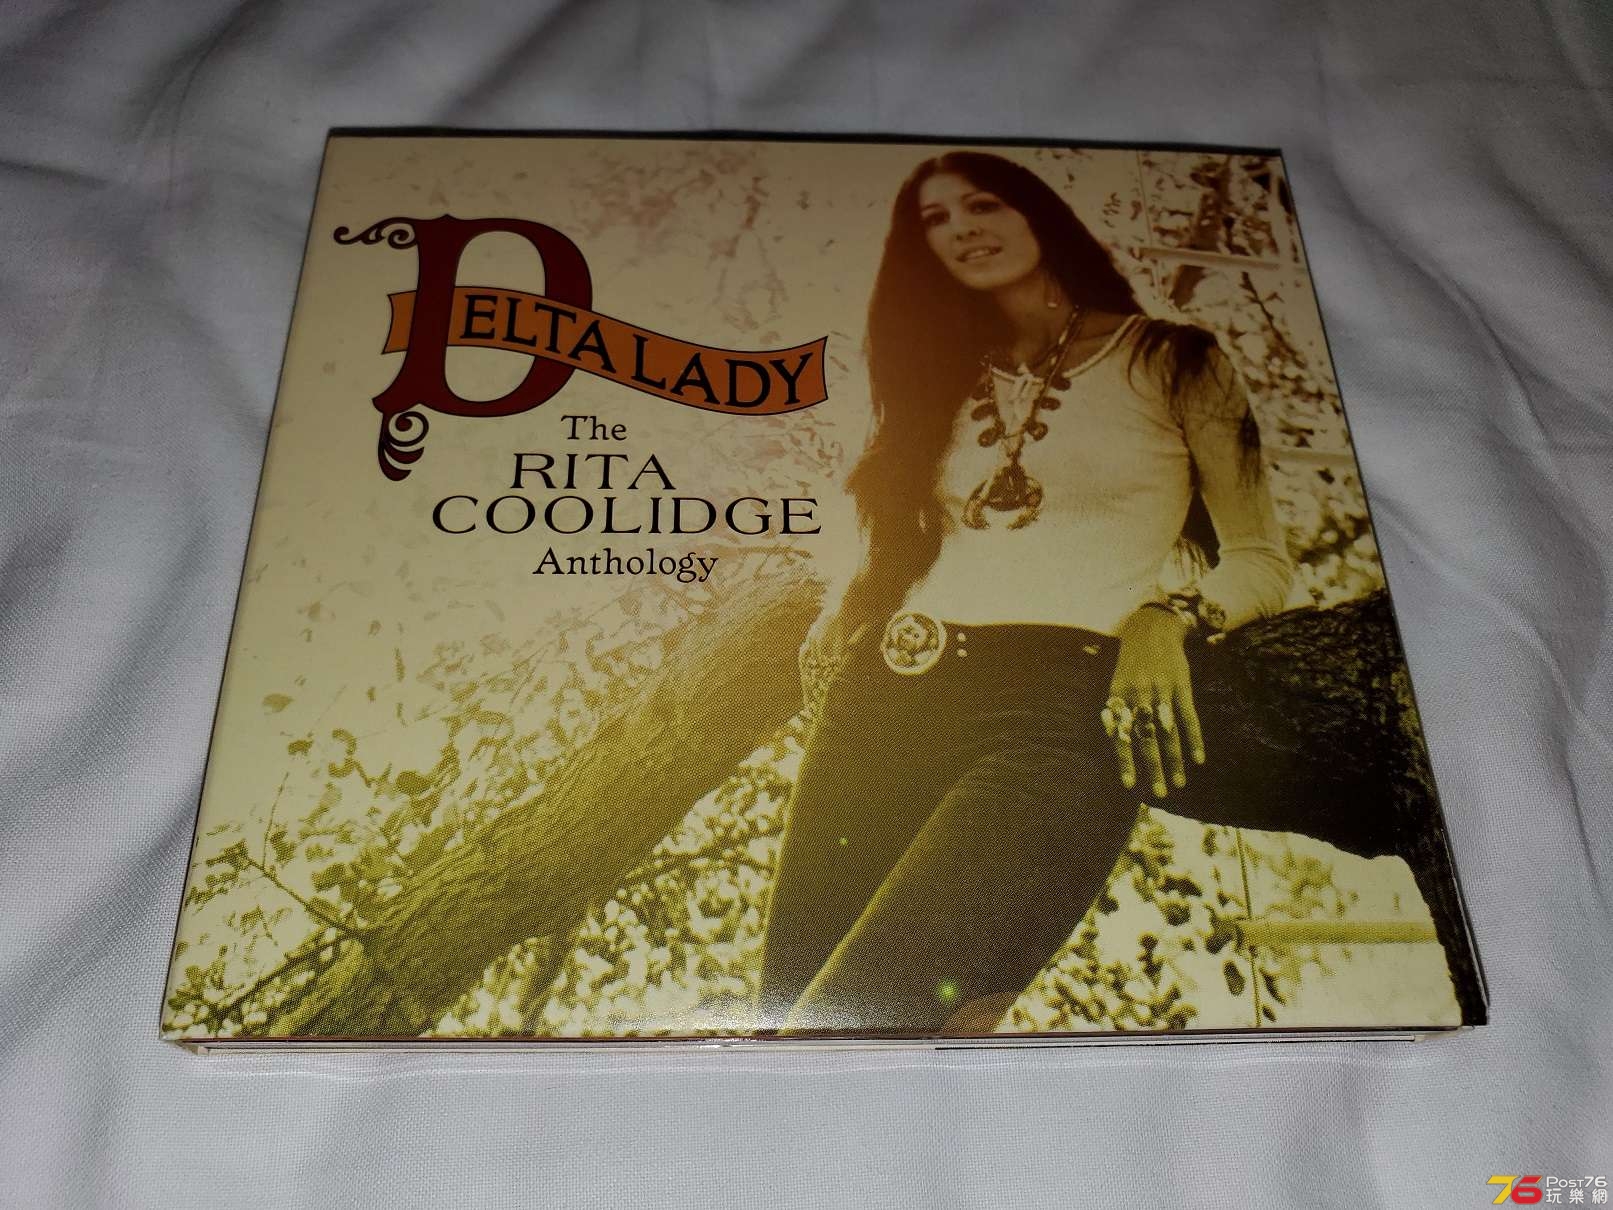 DELTA LADY
The
RITA
COOLIDGE
Anthology
76 POST76
玩樂網